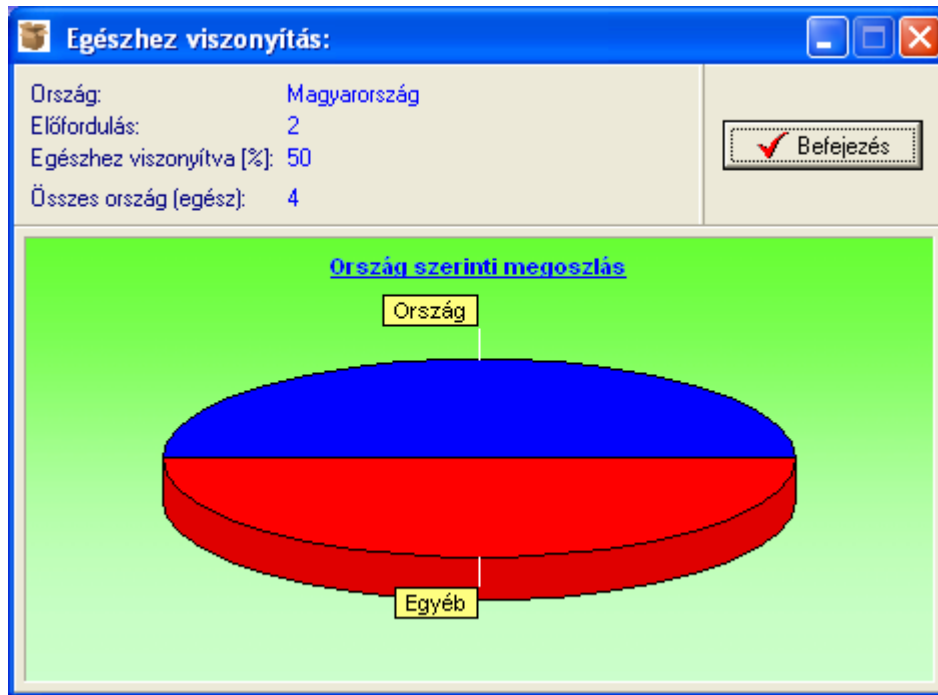 Egészhez viszonyítás:
Ország: Magyarország
Előfordulás: 2
Egészhez viszonyítva [%]: 50
Összes ország (egész): 4
Befejezés
Ország szerinti megoszlás
Ország
Egyéb